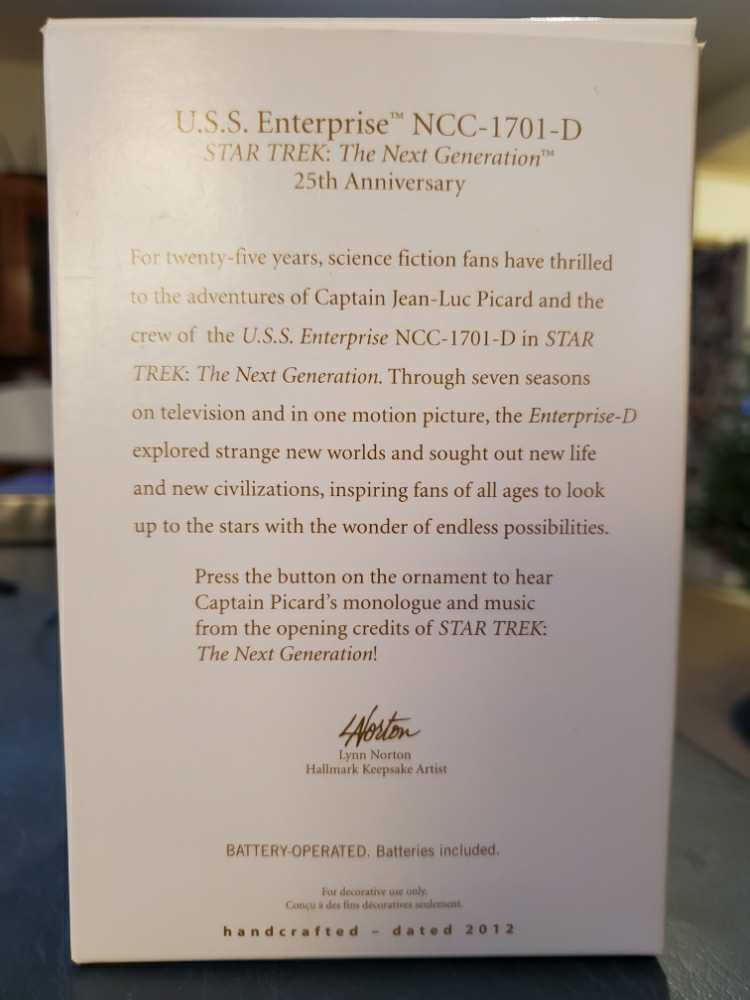 U.S.S. Enterprise™ NCC-1701-D
STAR TREK: The Next Generation™
25th Anniversary
For twenty-five years, science fiction fans have thrilled
to the adventures of Captain Jean-Luc Picard and the
crew of the U.S.S. Enterprise NCC-1701-D in STAR
TREK: The Next Generation. Through seven seasons
on television and in one motion picture, the Enterprise-D
explored strange new worlds and sought out new life
and new civilizations, inspiring fans of all ages to look
up to the stars with the wonder of endless possibilities.
Press the button on the ornament to hear
Captain Picard's monologue and music
from the opening credits of STAR TREK:
The Next Generation!
LNorton
Lynn Norton
Hallmark Keepsake Artist
BATTERY-OPERATED. Batteries included.
For decorative use only.
Conçu à des fins décoratives seulement.
handcrafted – dated 2012